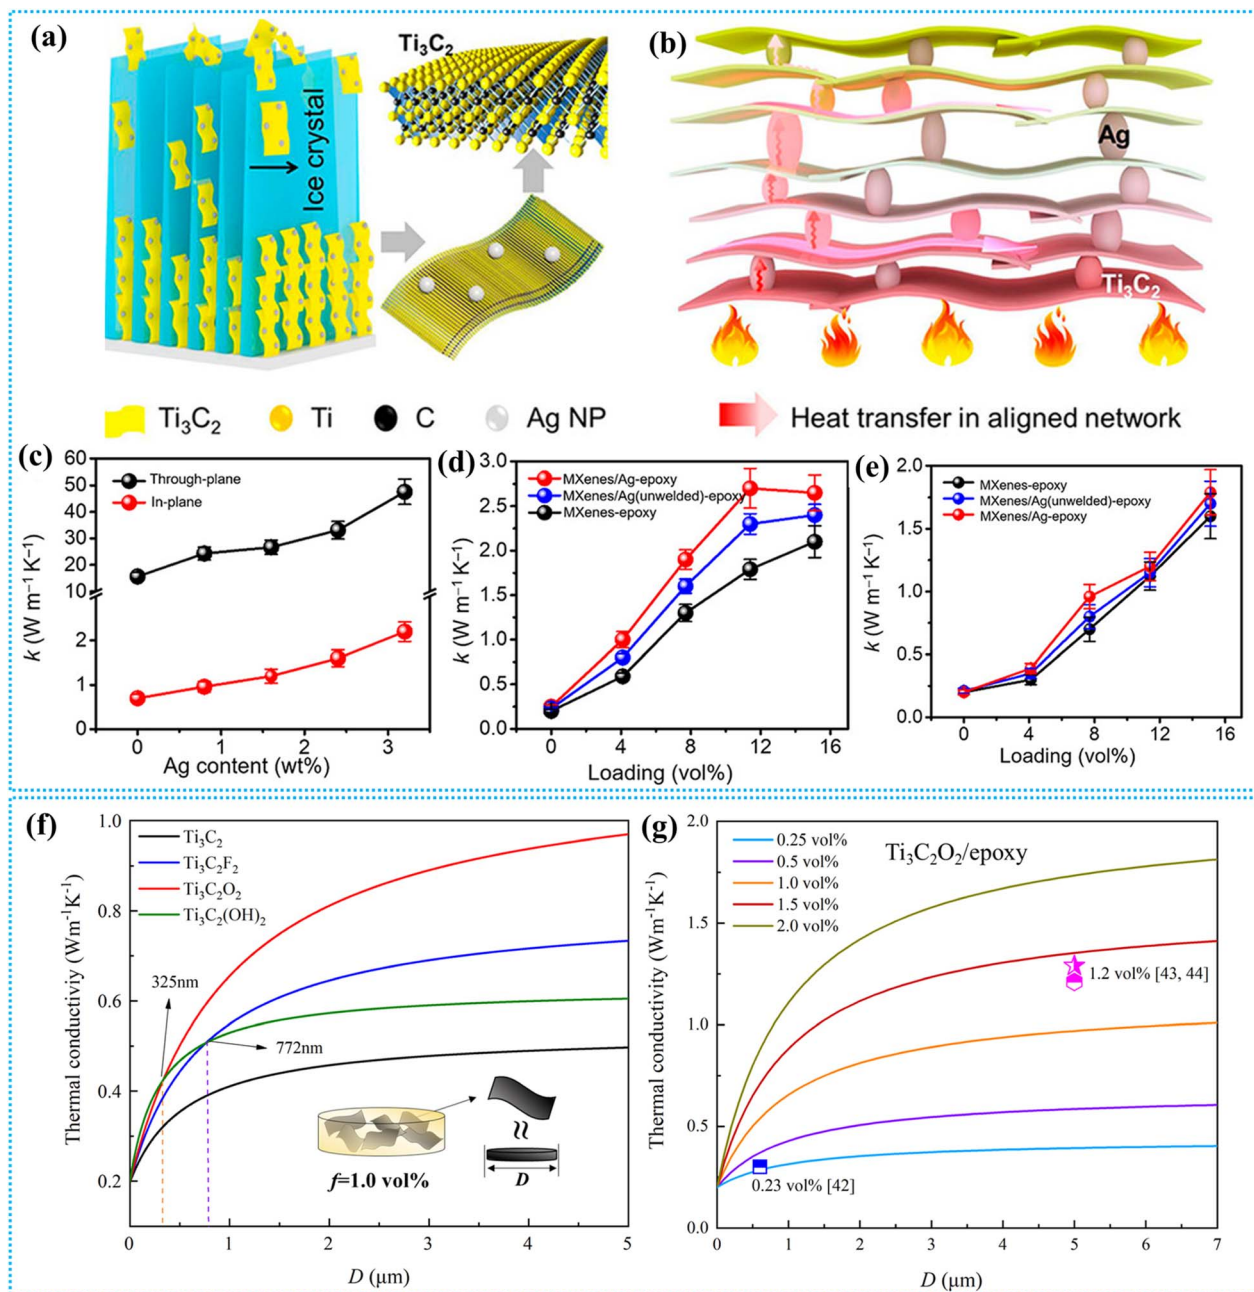 (a)
Ti₃C₂
Ice crystal
(b)
Ag
Ti₃C₂
Ti₃C₂
Ti
C
Ag NP
Heat transfer in aligned network
(c)
60
50
40
30
20
10
2
1
0
k (W m⁻¹ K⁻¹)
Through-plane
In-plane
0 1 2 3
Ag content (wt%)
(d)
3.0
2.5
2.0
1.5
1.0
0.5
0.0
k (W m⁻¹ K⁻¹)
MXenes/Ag-epoxy
MXenes/Ag(unwelded)-epoxy
MXenes-epoxy
0 4 8 12 16
Loading (vol%)
(e)
2.0
1.5
1.0
0.5
0.0
k (W m⁻¹ K⁻¹)
MXenes-epoxy
MXenes/Ag(unwelded)-epoxy
MXenes/Ag-epoxy
0 4 8 12 16
Loading (vol%)
(f)
1.0
0.8
0.6
0.4
0.2
Thermal conductiviy (Wm⁻¹K⁻¹)
Ti₃C₂
Ti₃C₂F₂
Ti₃C₂O₂
Ti₃C₂(OH)₂
325nm
772nm
f=1.0 vol%
≈
D
0 1 2 3 4 5
D (μm)
(g)
2.0
1.5
1.0
0.5
0.0
Thermal conductivity (Wm⁻¹K⁻¹)
0.25 vol%
0.5 vol%
1.0 vol%
1.5 vol%
2.0 vol%
Ti₃C₂O₂/epoxy
1.2 vol% [43, 44]
0.23 vol% [42]
0 1 2 3 4 5 6 7
D (μm)